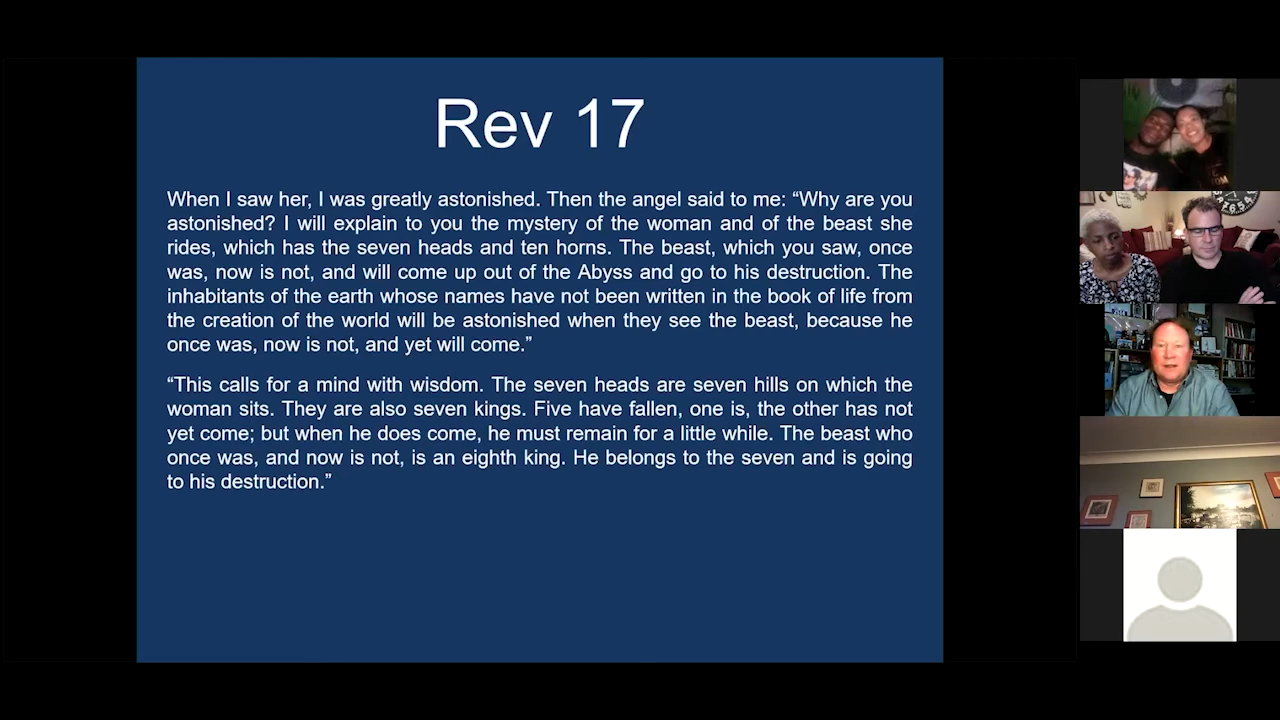 Rev 17
When I saw her, I was greatly astonished. Then the angel said to me: “Why are you
astonished? I will explain to you the mystery of the woman and of the beast she
rides, which has the seven heads and ten horns. The beast, which you saw, once
was, now is not, and will come up out of the Abyss and go to his destruction. The
inhabitants of the earth whose names have not been written in the book of life from
the creation of the world will be astonished when they see the beast, because he
once was, now is not, and yet will come.”
“This calls for a mind with wisdom. The seven heads are seven hills on which the
woman sits. They are also seven kings. Five have fallen, one is, the other has not
yet come; but when he does come, he must remain for a little while. The beast who
once was, and now is not, is an eighth king. He belongs to the seven and is going
to his destruction.”